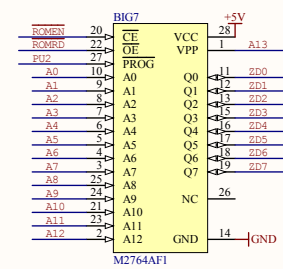 BIG7 +5V
ROMEN 20 CE VCC 28
ROMRD 22 OE VPP 1 A13
PU2 27 PROG
A0 10 A0 Q0 11 ZD0
A1 9 A1 Q1 12 ZD1
A2 8 A2 Q2 13 ZD2
A3 7 A3 Q3 15 ZD3
A4 6 A4 Q4 16 ZD4
A5 5 A5 Q5 17 ZD5
A6 4 A6 Q6 18 ZD6
A7 3 A7 Q7 19 ZD7
A8 25 A8
A9 24 A9 NC 26
A10 21 A10
A11 23 A11
A12 2 A12 GND 14 GND
M2764AF1